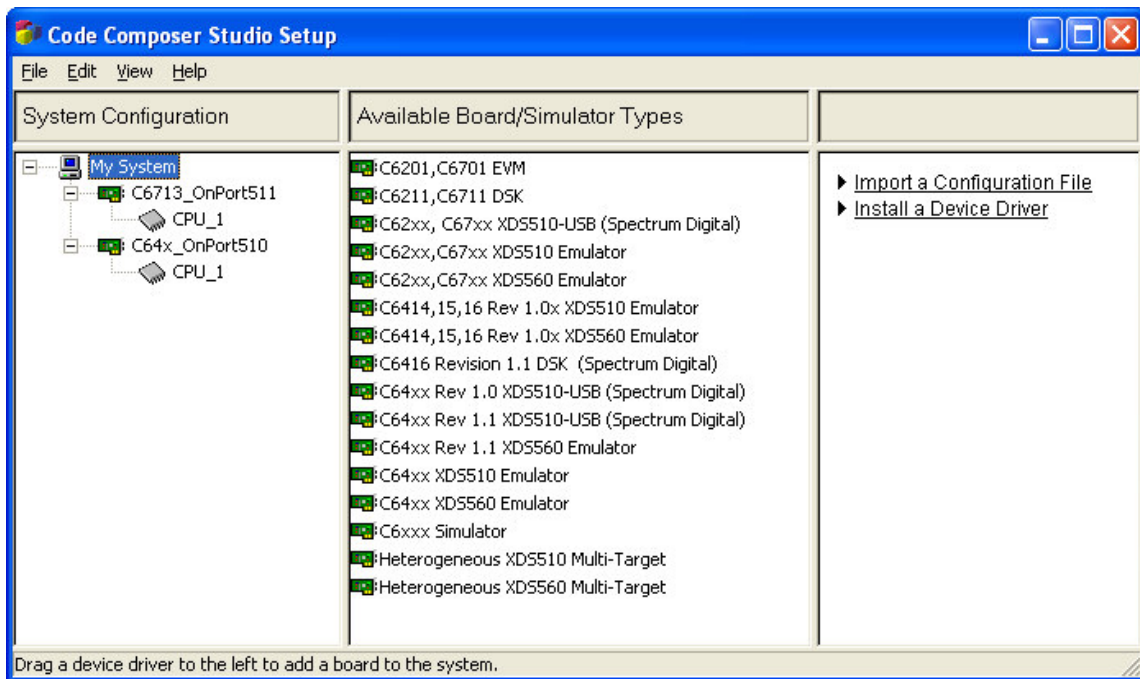 Code Composer Studio Setup
File Edit View Help
System Configuration
Available Board/Simulator Types
My System
C6713_OnPort511
CPU_1
C64x_OnPort510
CPU_1
C6201,C6701 EVM
C6211,C6711 DSK
C62xx, C67xx XDS510-USB (Spectrum Digital)
C62xx,C67xx XDS510 Emulator
C62xx,C67xx XDS560 Emulator
C6414,15,16 Rev 1.0x XDS510 Emulator
C6414,15,16 Rev 1.0x XDS560 Emulator
C6416 Revision 1.1 DSK (Spectrum Digital)
C64xx Rev 1.0 XDS510-USB (Spectrum Digital)
C64xx Rev 1.1 XDS510-USB (Spectrum Digital)
C64xx Rev 1.1 XDS560 Emulator
C64xx XDS510 Emulator
C64xx XDS560 Emulator
C6xxx Simulator
Heterogeneous XDS510 Multi-Target
Heterogeneous XDS560 Multi-Target
Import a Configuration File
Install a Device Driver
Drag a device driver to the left to add a board to the system.